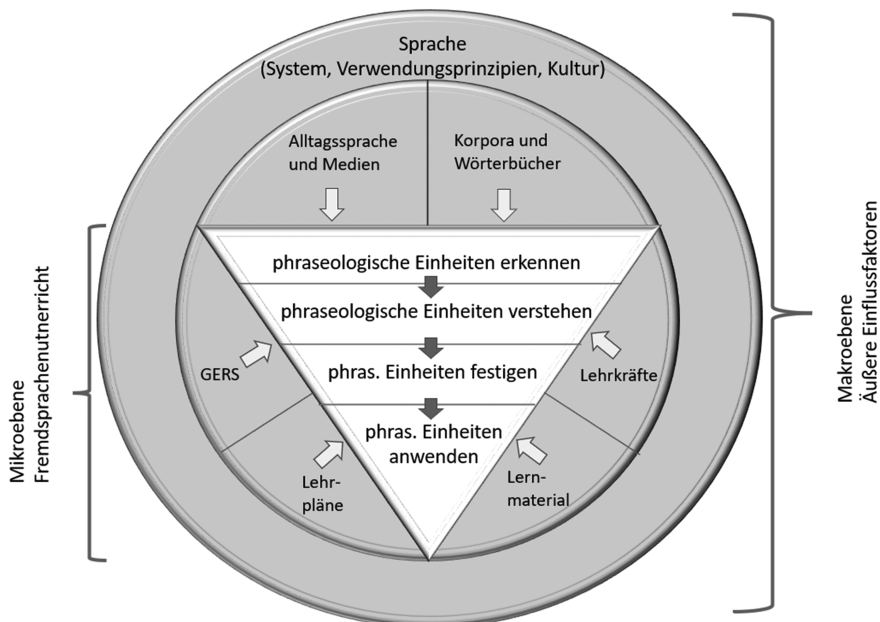 Sprache
(System, Verwendungsprinzipien, Kultur)
Alltagssprache
und Medien
Korpora und
Wörterbücher
phraseologische Einheiten erkennen
phraseologische Einheiten verstehen
phras. Einheiten festigen
phras. Einheiten
anwenden
GERS
Lehrkräfte
Lehr-
pläne
Lern-
material
Mikroebene
Fremdsprachenutnerricht
Makroebene
Äußere Einflussfaktoren